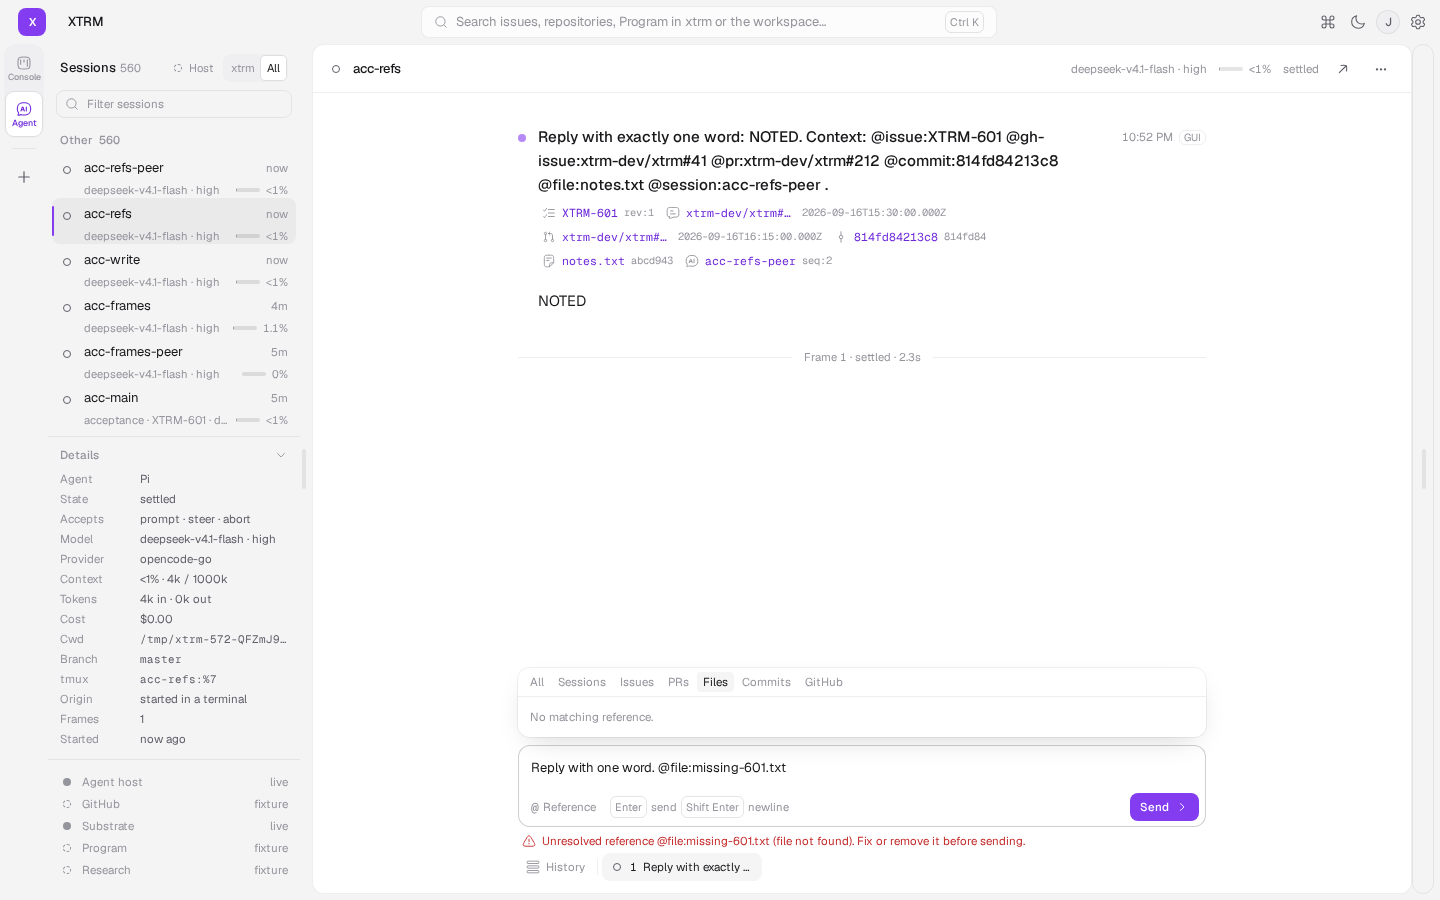 X XTRM
Search issues, repositories, Program in xtrm or the workspace… Ctrl K
J
Console
Agent
Sessions 560 Host xtrm All
Filter sessions
Other 560
acc-refs-peer now
deepseek-v4.1-flash · high <1%
acc-refs now
deepseek-v4.1-flash · high <1%
acc-write now
deepseek-v4.1-flash · high <1%
acc-frames 4m
deepseek-v4.1-flash · high 1.1%
acc-frames-peer 5m
deepseek-v4.1-flash · high 0%
acc-main 5m
acceptance · XTRM-601 · d… <1%
Details
Agent Pi
State settled
Accepts prompt · steer · abort
Model deepseek-v4.1-flash · high
Provider opencode-go
Context <1% · 4k / 1000k
Tokens 4k in · 0k out
Cost $0.00
Cwd /tmp/xtrm-572-QFZmJ9…
Branch master
tmux acc-refs:%7
Origin started in a terminal
Frames 1
Started now ago
Agent host live
GitHub fixture
Substrate live
Program fixture
Research fixture
acc-refs deepseek-v4.1-flash · high <1% settled
Reply with exactly one word: NOTED. Context: @issue:XTRM-601 @gh- 10:52 PM GUI
issue:xtrm-dev/xtrm#41 @pr:xtrm-dev/xtrm#212 @commit:814fd84213c8
@file:notes.txt @session:acc-refs-peer .
XTRM-601 rev:1 xtrm-dev/xtrm#… 2026-09-16T15:30:00.000Z
xtrm-dev/xtrm#… 2026-09-16T16:15:00.000Z 814fd84213c8 814fd84
notes.txt abcd943 AI acc-refs-peer seq:2
NOTED
Frame 1 · settled · 2.3s
All Sessions Issues PRs Files Commits GitHub
No matching reference.
Reply with one word. @file:missing-601.txt
@ Reference Enter send Shift Enter newline Send
Unresolved reference @file:missing-601.txt (file not found). Fix or remove it before sending.
History 1 Reply with exactly …